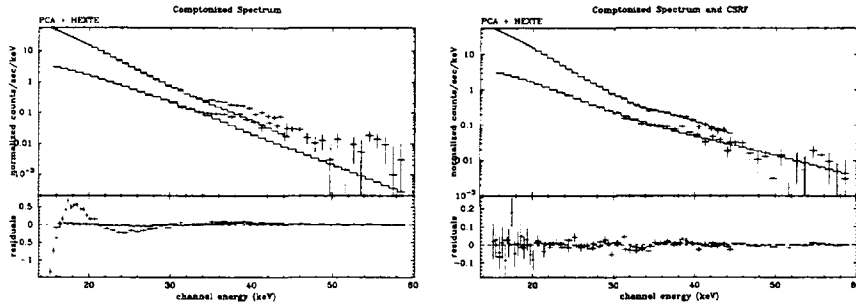 Comptonized Spectrum
PCA + HEXTE
normalized counts/sec/keV
10
1
0.1
0.01
10⁻³
residuals
0.5
0
-0.5
-1
20
30
40
50
60
channel energy (keV)
Comptonized Spectrum and CSRF
PCA + HEXTE
normalized counts/sec/keV
10
1
0.1
0.01
10⁻³
residuals
0.2
0.1
0
-0.1
20
30
40
50
60
channel energy (keV)